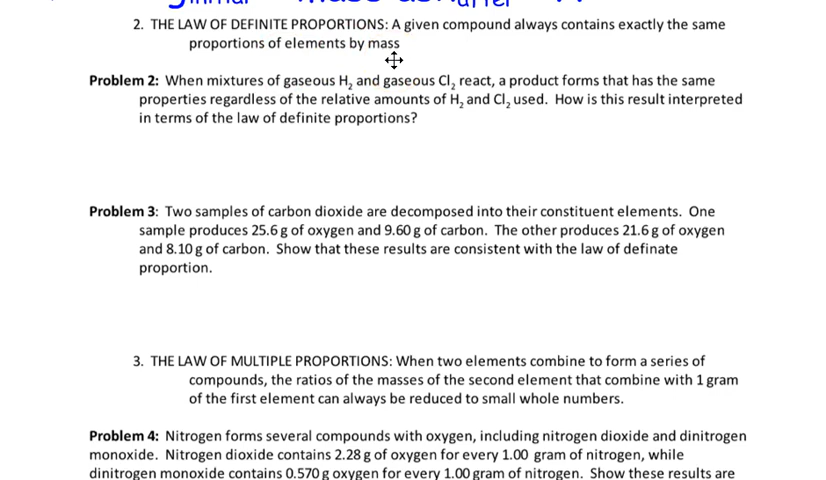 2. THE LAW OF DEFINITE PROPORTIONS: A given compound always contains exactly the same
proportions of elements by mass
Problem 2: When mixtures of gaseous H₂ and gaseous Cl₂ react, a product forms that has the same
properties regardless of the relative amounts of H₂ and Cl₂ used. How is this result interpreted
in terms of the law of definite proportions?
Problem 3: Two samples of carbon dioxide are decomposed into their constituent elements. One
sample produces 25.6 g of oxygen and 9.60 g of carbon. The other produces 21.6 g of oxygen
and 8.10 g of carbon. Show that these results are consistent with the law of definate
proportion.
3. THE LAW OF MULTIPLE PROPORTIONS: When two elements combine to form a series of
compounds, the ratios of the masses of the second element that combine with 1 gram
of the first element can always be reduced to small whole numbers.
Problem 4: Nitrogen forms several compounds with oxygen, including nitrogen dioxide and dinitrogen
monoxide. Nitrogen dioxide contains 2.28 g of oxygen for every 1.00 gram of nitrogen, while
dinitrogen monoxide contains 0.570 g oxygen for every 1.00 gram of nitrogen. Show these results are